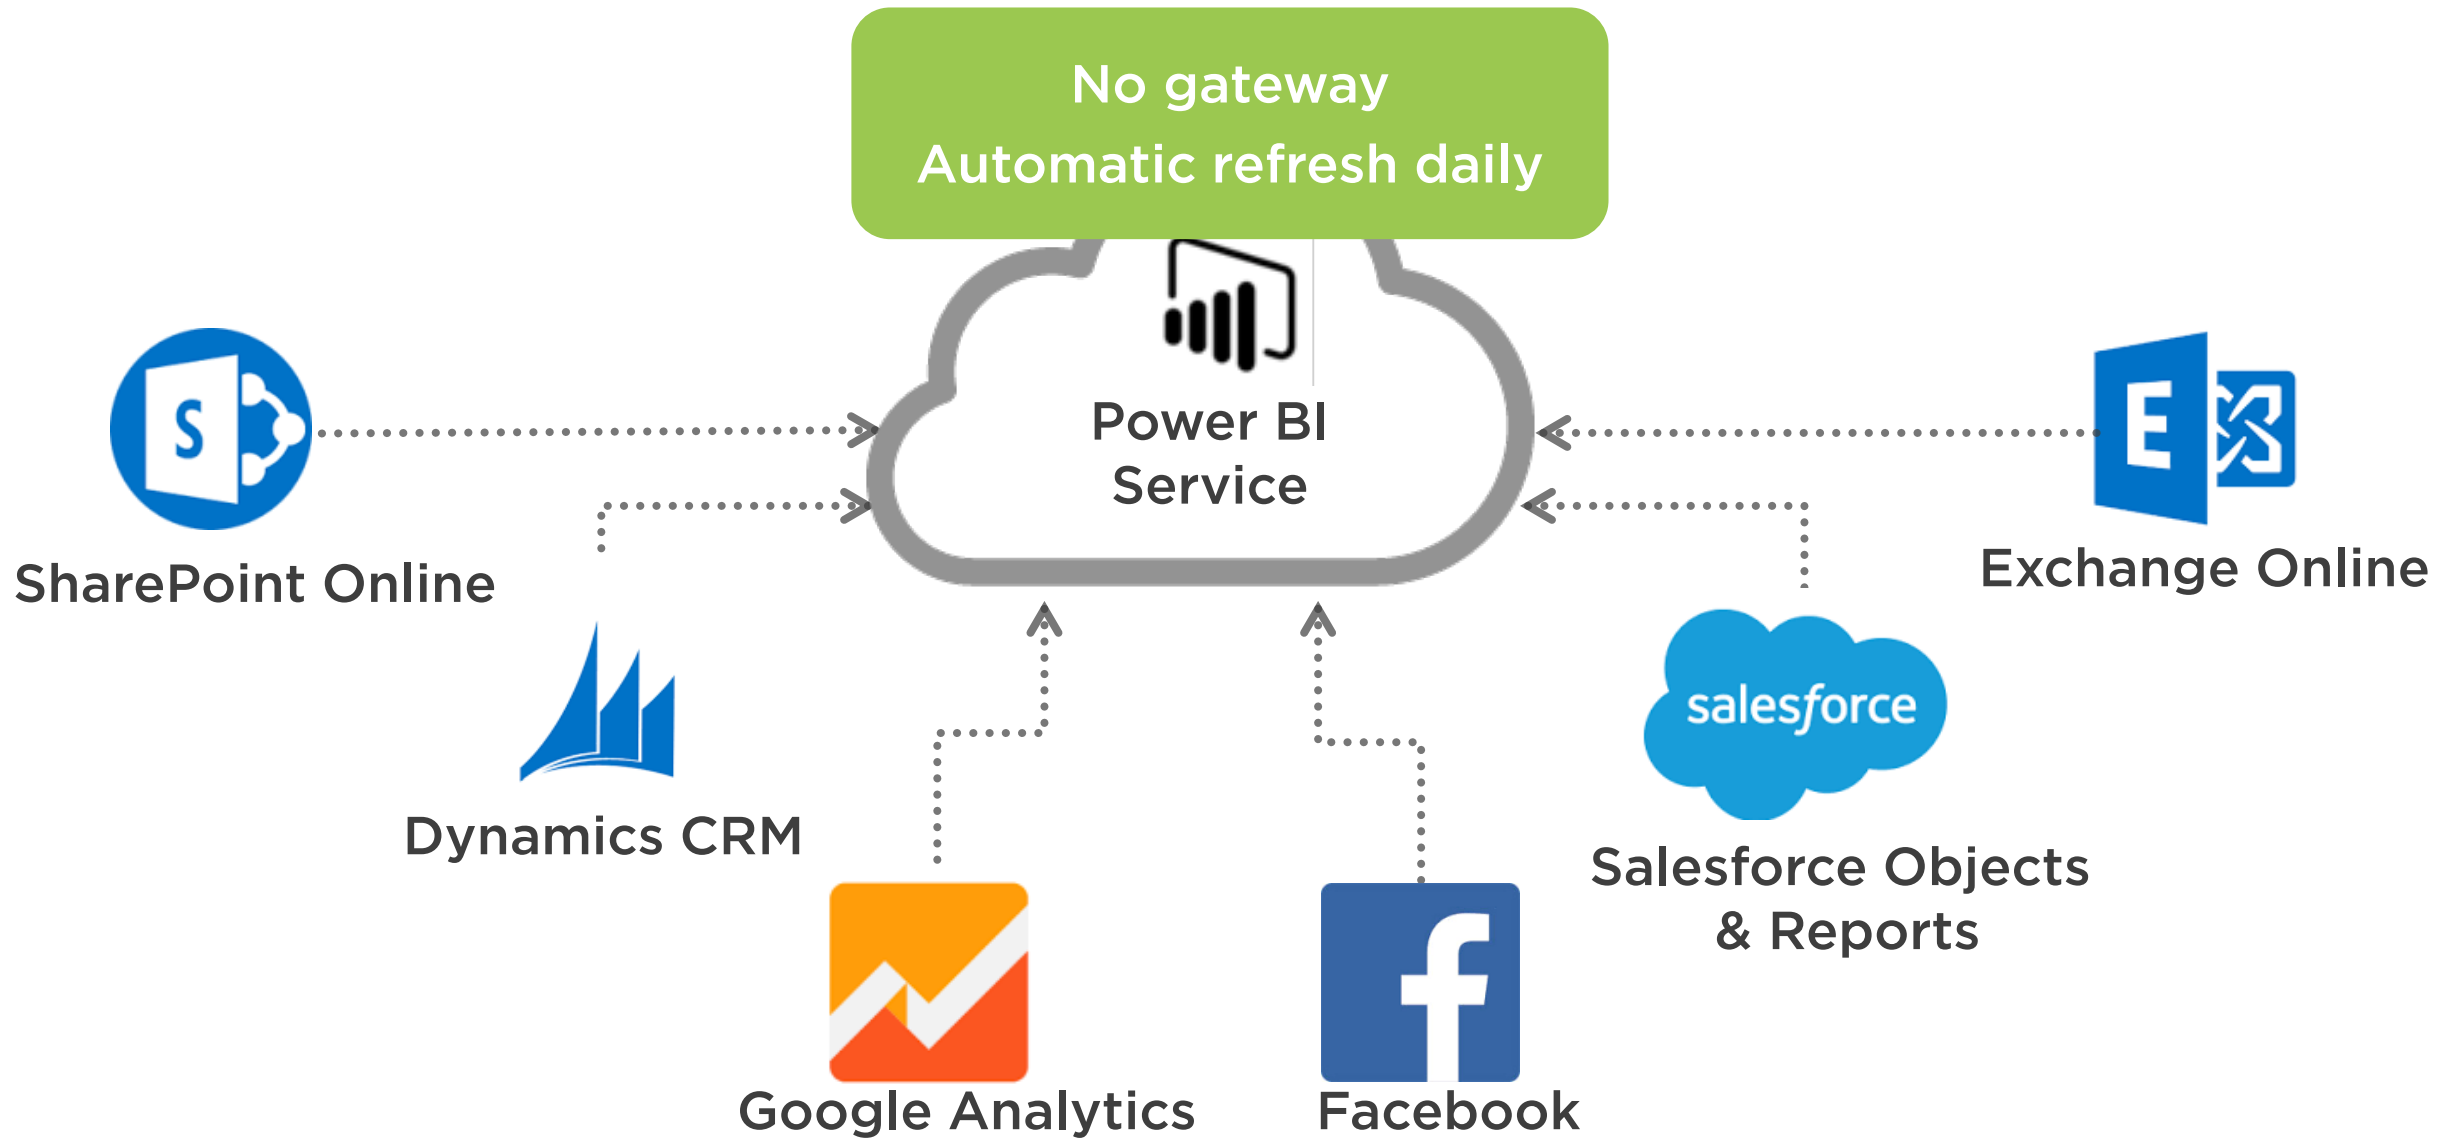 No gateway
Automatic refresh daily
Power BI
Service
S
SharePoint Online
E
Exchange Online
Dynamics CRM
salesforce
Salesforce Objects
& Reports
f
Google Analytics
Facebook